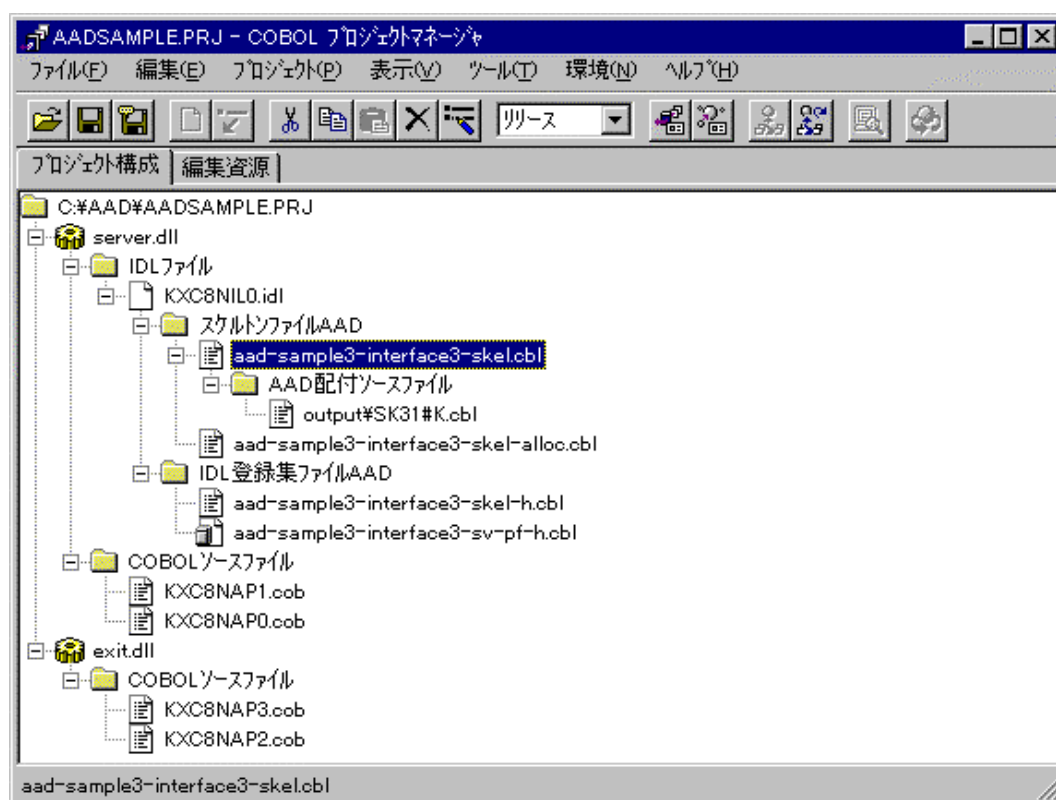 AADSAMPLE.PRJ - COBOL ﾌﾟﾛｼﾞｪｸﾄﾏﾈｰｼﾞｬ
ﾌｧｲﾙ(F) 編集(E) ﾌﾟﾛｼﾞｪｸﾄ(P) 表示(V) ﾂｰﾙ(T) 環境(N) ﾍﾙﾌﾟ(H)
ﾘﾘｰｽ
ﾌﾟﾛｼﾞｪｸﾄ構成 編集資源
C:¥AAD¥AADSAMPLE.PRJ
server.dll
IDLﾌｧｲﾙ
KXC8NIL0.idl
ｽｹﾙﾄﾝﾌｧｲﾙAAD
aad-sample3-interface3-skel.cbl
AAD配付ｿｰｽﾌｧｲﾙ
output¥SK31#K.cbl
aad-sample3-interface3-skel-alloc.cbl
IDL登録集ﾌｧｲﾙAAD
aad-sample3-interface3-skel-h.cbl
aad-sample3-interface3-sv-pf-h.cbl
COBOLｿｰｽﾌｧｲﾙ
KXC8NAP1.cob
KXC8NAP0.cob
exit.dll
COBOLｿｰｽﾌｧｲﾙ
KXC8NAP3.cob
KXC8NAP2.cob
aad-sample3-interface3-skel.cbl